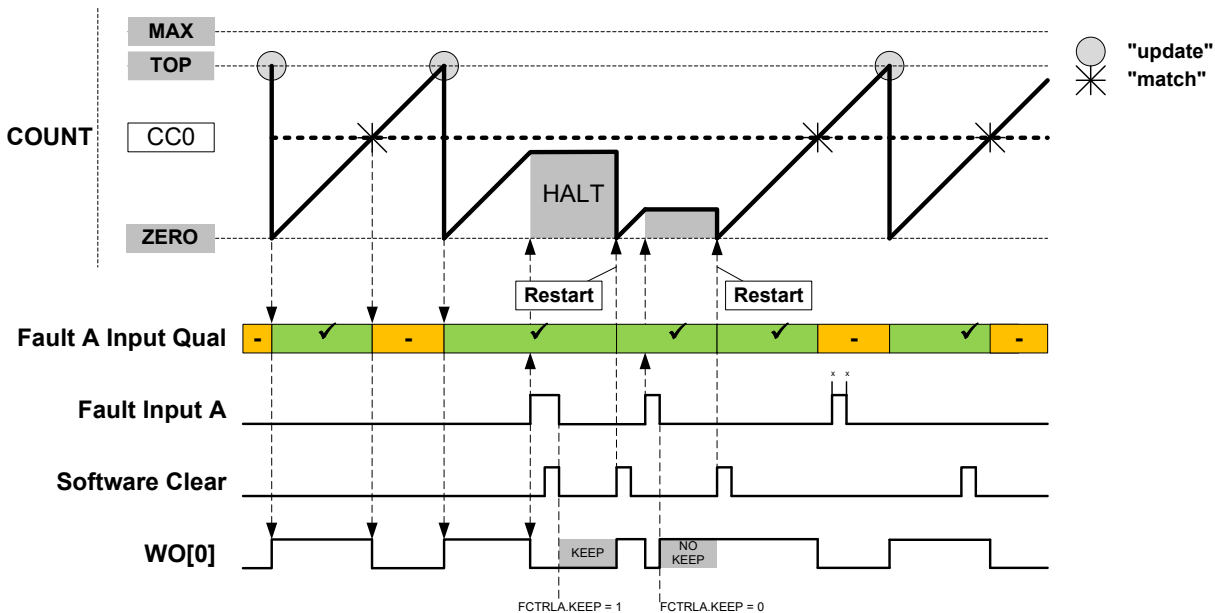 MAX
TOP
"update"
"match"
COUNT
CC0
HALT
ZERO
Restart
Restart
Fault A Input Qual
- ✓ - ✓ ✓ ✓ - ✓ -
x x
Fault Input A
Software Clear
WO[0]
KEEP
NO
KEEP
FCTRLA.KEEP = 1
FCTRLA.KEEP = 0